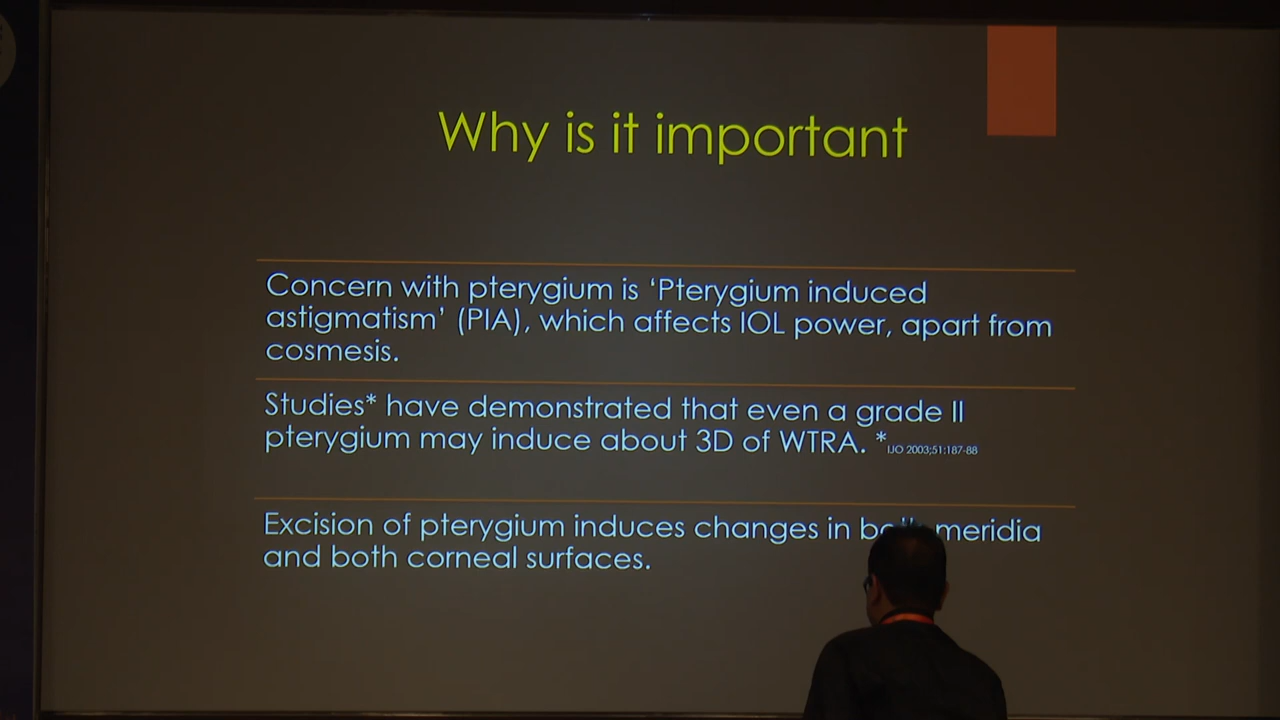 Why is it important
Concern with pterygium is ‘Pterygium induced
astigmatism’ (PIA), which affects IOL power, apart from
cosmesis.
Studies* have demonstrated that even a grade II
pterygium may induce about 3D of WTRA. *IJO 2003;51:187-88
Excision of pterygium induces changes in both meridia
and both corneal surfaces.